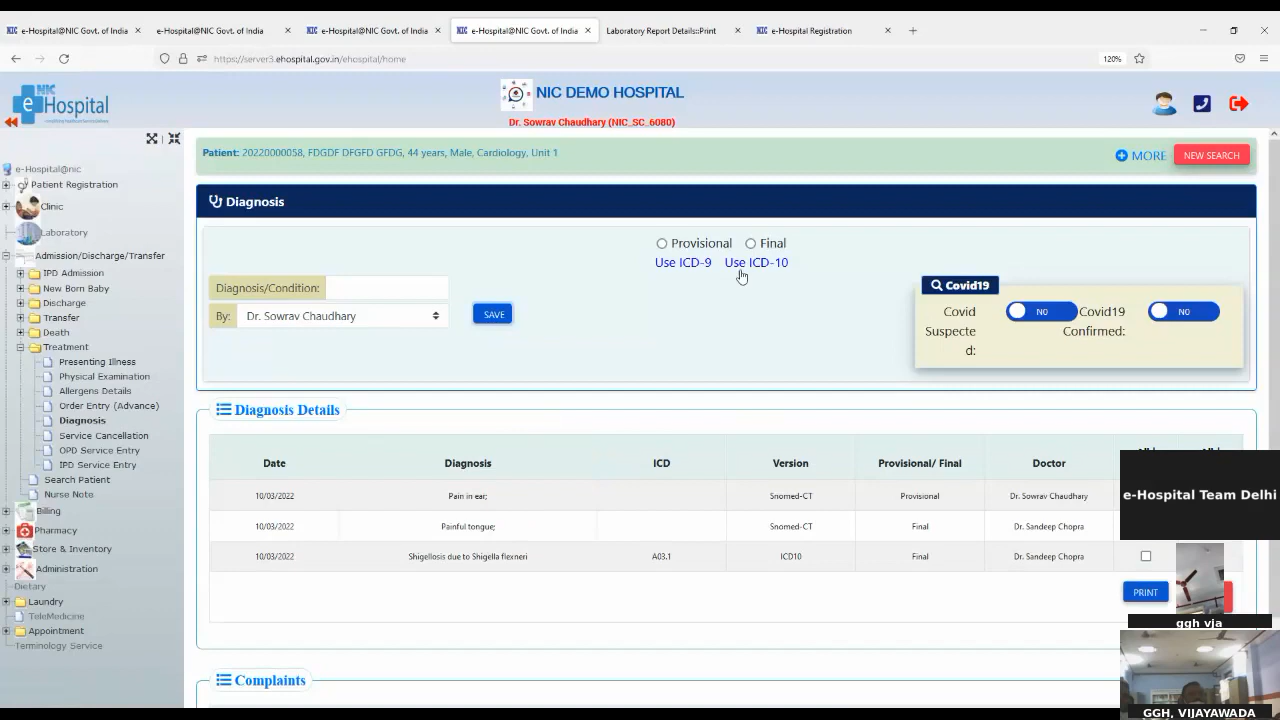 NIC e-Hospital@NIC Govt. of India
e-Hospital@NIC Govt. of India
NIC e-Hospital@NIC Govt. of India
NIC e-Hospital@NIC Govt. of India
Laboratory Report Details::Print
NIC e-Hospital Registration
https://server3.ehospital.gov.in/ehospital/home
120%
NIC
eHospital
NIC DEMO HOSPITAL
Dr. Sowrav Chaudhary (NIC_SC_6080)
e-Hospital@nic
Patient Registration
Clinic
Laboratory
Admission/Discharge/Transfer
IPD Admission
New Born Baby
Discharge
Transfer
Death
Treatment
Presenting Illness
Physical Examination
Allergens Details
Order Entry (Advance)
Diagnosis
Service Cancellation
OPD Service Entry
IPD Service Entry
Search Patient
Nurse Note
Billing
Pharmacy
Store & Inventory
Administration
Dietary
Laundry
TeleMedicine
Appointment
Terminology Service
Patient: 20220000058, FDGDF DFGFD GFDG, 44 years, Male, Cardiology, Unit 1
MORE
NEW SEARCH
Diagnosis
Provisional Final
Use ICD-9 Use ICD-10
Diagnosis/Condition:
By: Dr. Sowrav Chaudhary
SAVE
Covid19
Covid Suspecte d: NO
Covid19 Confirmed: NO
Diagnosis Details
Date Diagnosis ICD Version Provisional/ Final Doctor
10/03/2022 Pain in ear; Snomed-CT Provisional Dr. Sowrav Chaudhary
10/03/2022 Painful tongue; Snomed-CT Final Dr. Sandeep Chopra
10/03/2022 Shigellosis due to Shigella flexneri A03.1 ICD10 Final Dr. Sandeep Chopra
PRINT
Complaints
e-Hospital Team Delhi
ggh vja
GGH, VIJAYAWADA